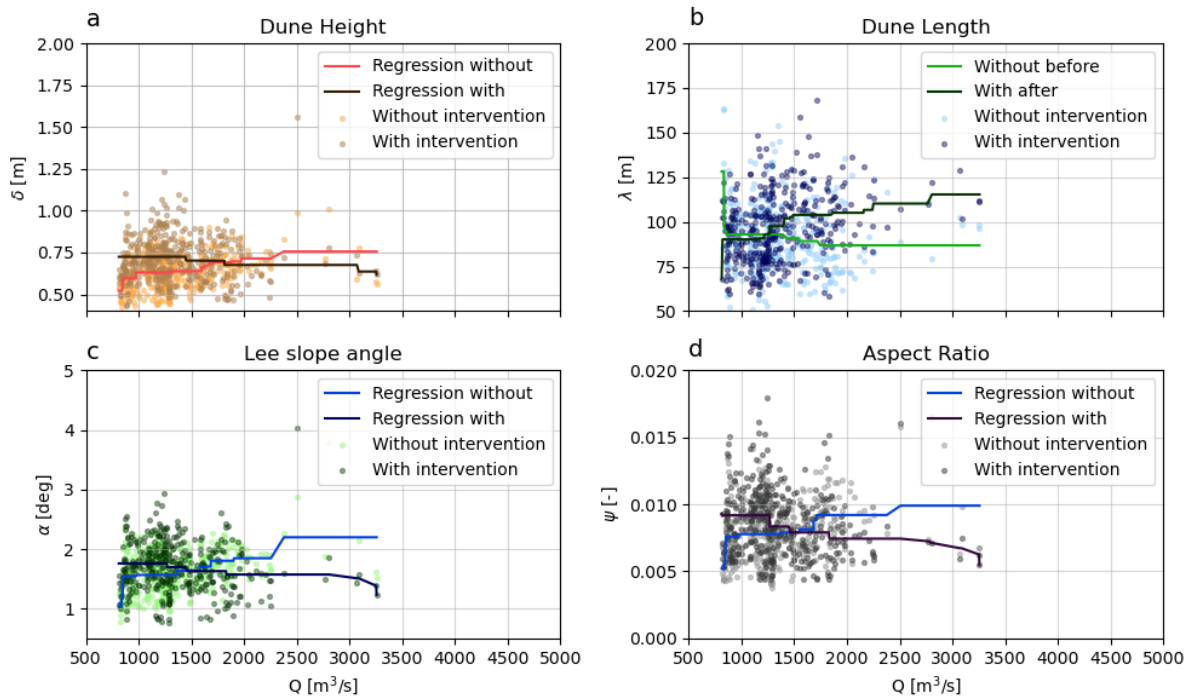 a
Dune Height
2.00
1.75
1.50
1.25
1.00
0.75
0.50
δ [m]
Regression without
Regression with
Without intervention
With intervention
b
Dune Length
200
175
150
125
100
75
50
λ [m]
Without before
With after
Without intervention
With intervention
c
Lee slope angle
5
4
3
2
1
α [deg]
Regression without
Regression with
Without intervention
With intervention
500 1000 1500 2000 2500 3000 3500 4000 4500 5000
Q [m³/s]
d
Aspect Ratio
0.020
0.015
0.010
0.005
0.000
ψ [-]
Regression without
Regression with
Without intervention
With intervention
500 1000 1500 2000 2500 3000 3500 4000 4500 5000
Q [m³/s]